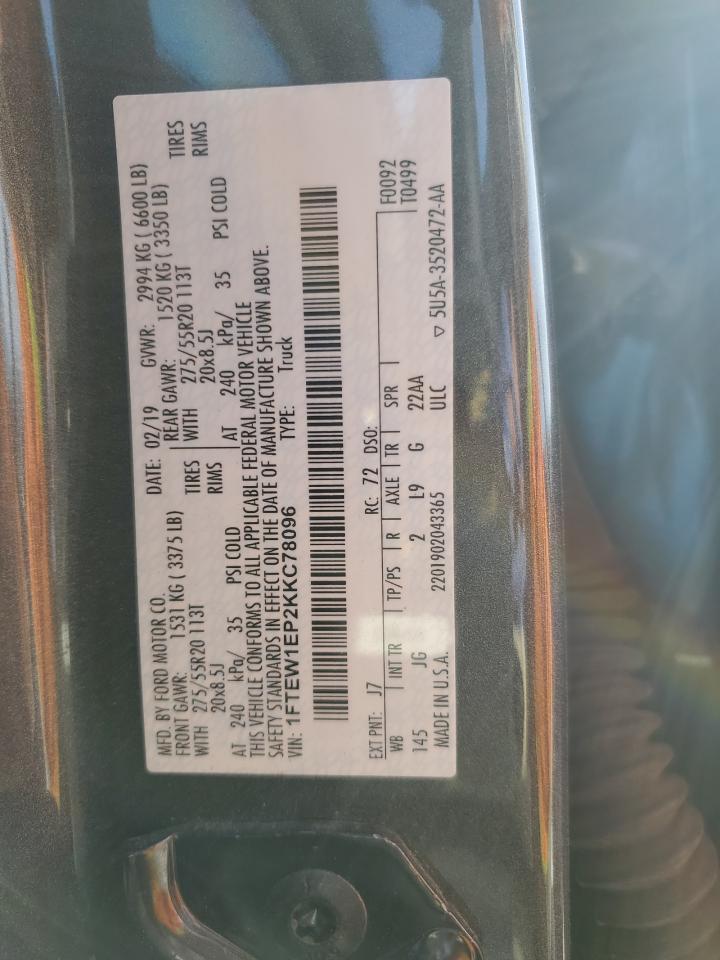 MFD. BY FORD MOTOR CO. DATE: 02/19 GVWR: 2994 KG ( 6600 LB)
FRONT GAWR: 1531 KG ( 3375 LB) REAR GAWR: 1520 KG ( 3350 LB)
WITH 275/55R20 113T TIRES WITH 275/55R20 113T TIRES
20x8.5J RIMS 20x8.5J RIMS
AT 240 kPa/ 35 PSI COLD AT 240 kPa/ 35 PSI COLD
THIS VEHICLE CONFORMS TO ALL APPLICABLE FEDERAL MOTOR VEHICLE
SAFETY STANDARDS IN EFFECT ON THE DATE OF MANUFACTURE SHOWN ABOVE.
VIN: 1FTEW1EP2KKC78096 TYPE: Truck
EXT PNT: J7 RC: 72 DSO:
WB INT TR TP/PS R AXLE TR SPR F0092
145 JG 2 L9 G 22AA T0499
MADE IN U.S.A. 2201902043365 ULC ▽ 5U5A-3520472-AA